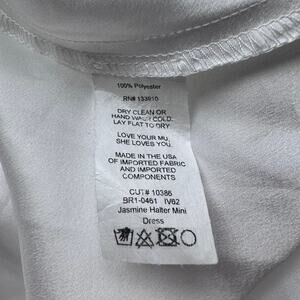 100% Polyester
RN# 133910
DRY CLEAN OR
HAND WASH COLD.
LAY FLAT TO DRY
LOVE YOUR MU.
SHE LOVES YOU.
MADE IN THE USA
OF IMPORTED FABRIC
AND IMPORTED
COMPONENTS
CUT# 10386
BR1-0461 IV62
Jasmine Halter Mini
Dress